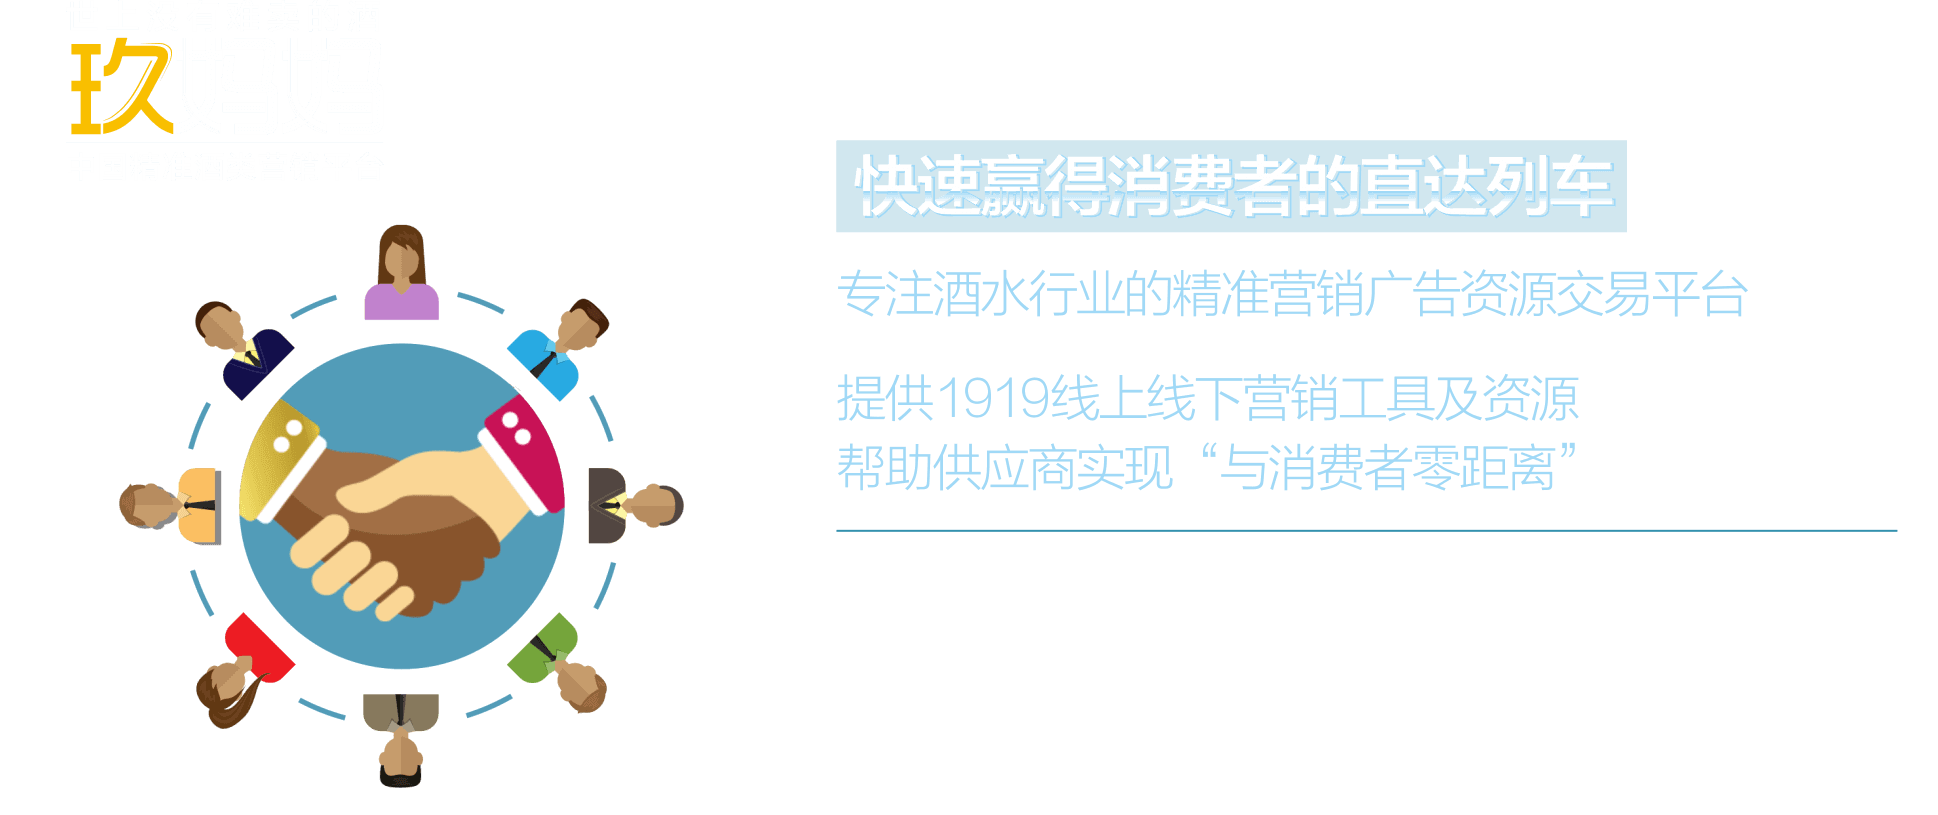 玖
快速赢得消费者的直达列车
专注酒水行业的精准营销广告资源交易平台
提供1919线上线下营销工具及资源
帮助供应商实现“与消费者零距离”